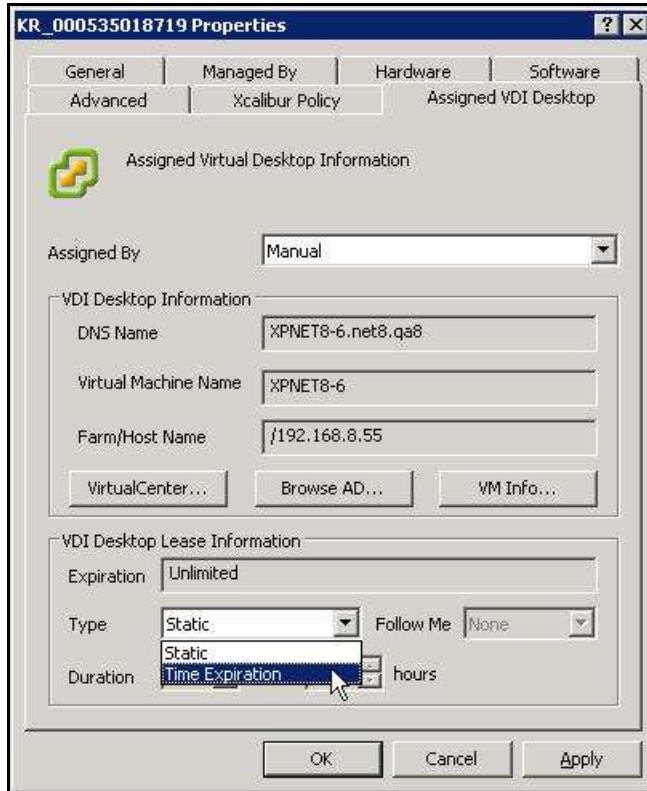 KR_000535018719 Properties
General
Managed By
Hardware
Software
Advanced
Xcalibur Policy
Assigned VDI Desktop
Assigned Virtual Desktop Information
Assigned By
Manual
VDI Desktop Information
DNS Name
XPNET8-6.net8.qa8
Virtual Machine Name
XPNET8-6
Farm/Host Name
/192.168.8.55
VirtualCenter...
Browse AD...
VM Info...
VDI Desktop Lease Information
Expiration
Unlimited
Type
Static
Follow Me
None
Static
Time Expiration
Duration
hours
OK
Cancel
Apply